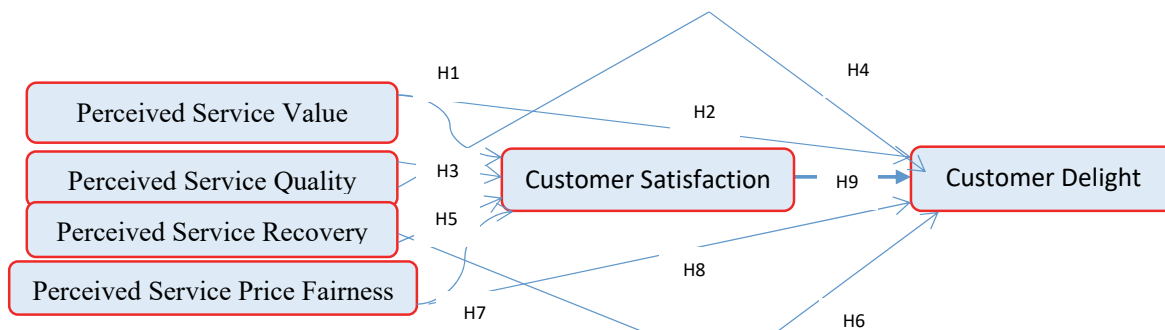 H1
H4
Perceived Service Value
H2
Perceived Service Quality
H3
Customer Satisfaction
H9
Customer Delight
Perceived Service Recovery
H5
H8
Perceived Service Price Fairness
H7
H6